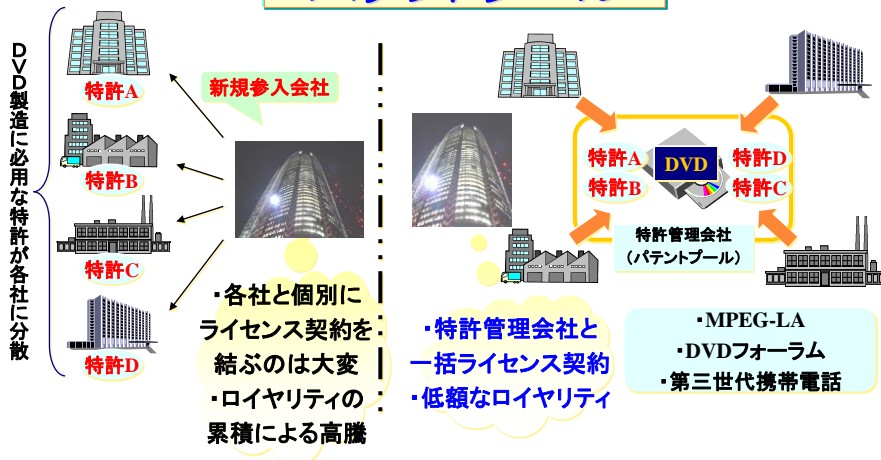 DVD製造に必用な特許が各社に分散
特許A
特許B
特許C
特許D
新規参入会社
・各社と個別に
ライセンス契約を
結ぶのは大変
・ロイヤリティの
累積による高騰
特許A
特許B
DVD
特許D
特許C
特許管理会社
（パテントプール）
・特許管理会社と
一括ライセンス契約
・低額なロイヤリティ
・MPEG-LA
・DVDフォーラム
・第三世代携帯電話